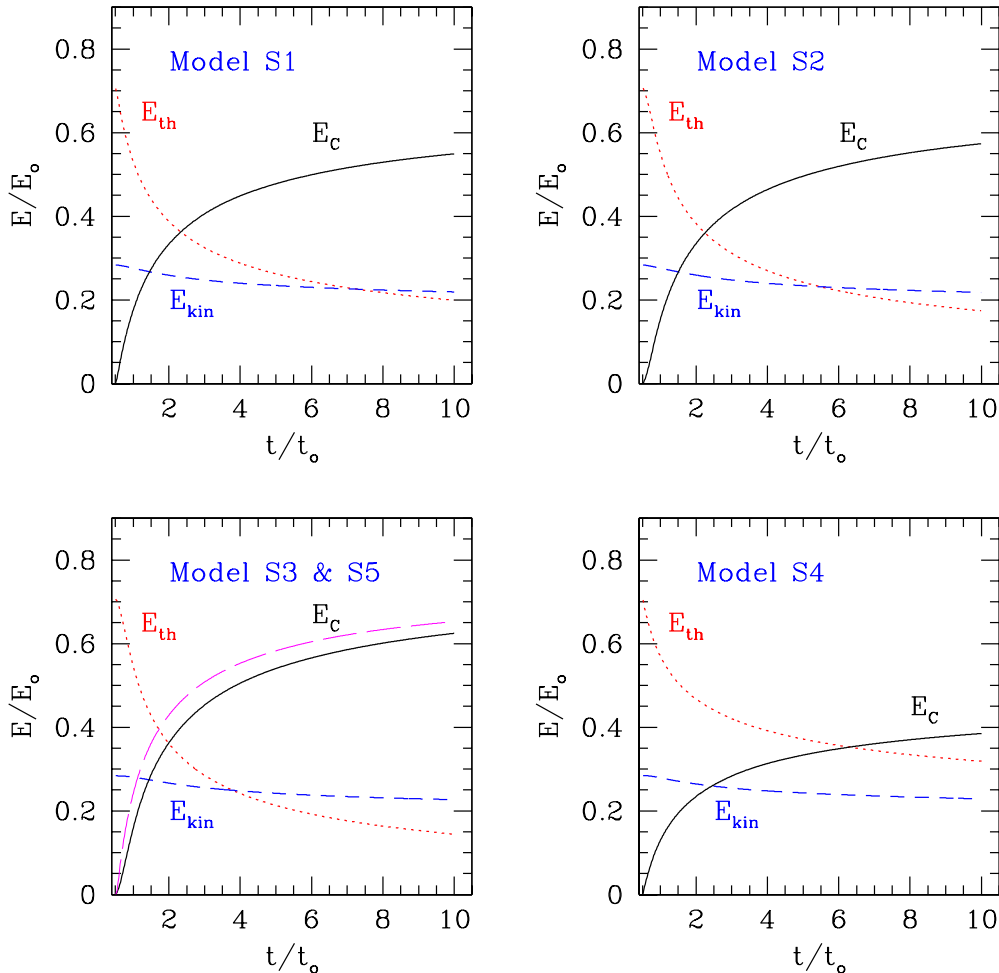 Model S1
E_th
E_C
E_kin
E/E_o
0.8
0.6
0.4
0.2
0
2 4 6 8 10
t/t_o
Model S2
E_th
E_C
E_kin
E/E_o
0.8
0.6
0.4
0.2
0
2 4 6 8 10
t/t_o
Model S3 & S5
E_th
E_C
E_kin
E/E_o
0.8
0.6
0.4
0.2
0
2 4 6 8 10
t/t_o
Model S4
E_th
E_C
E_kin
E/E_o
0.8
0.6
0.4
0.2
0
2 4 6 8 10
t/t_o